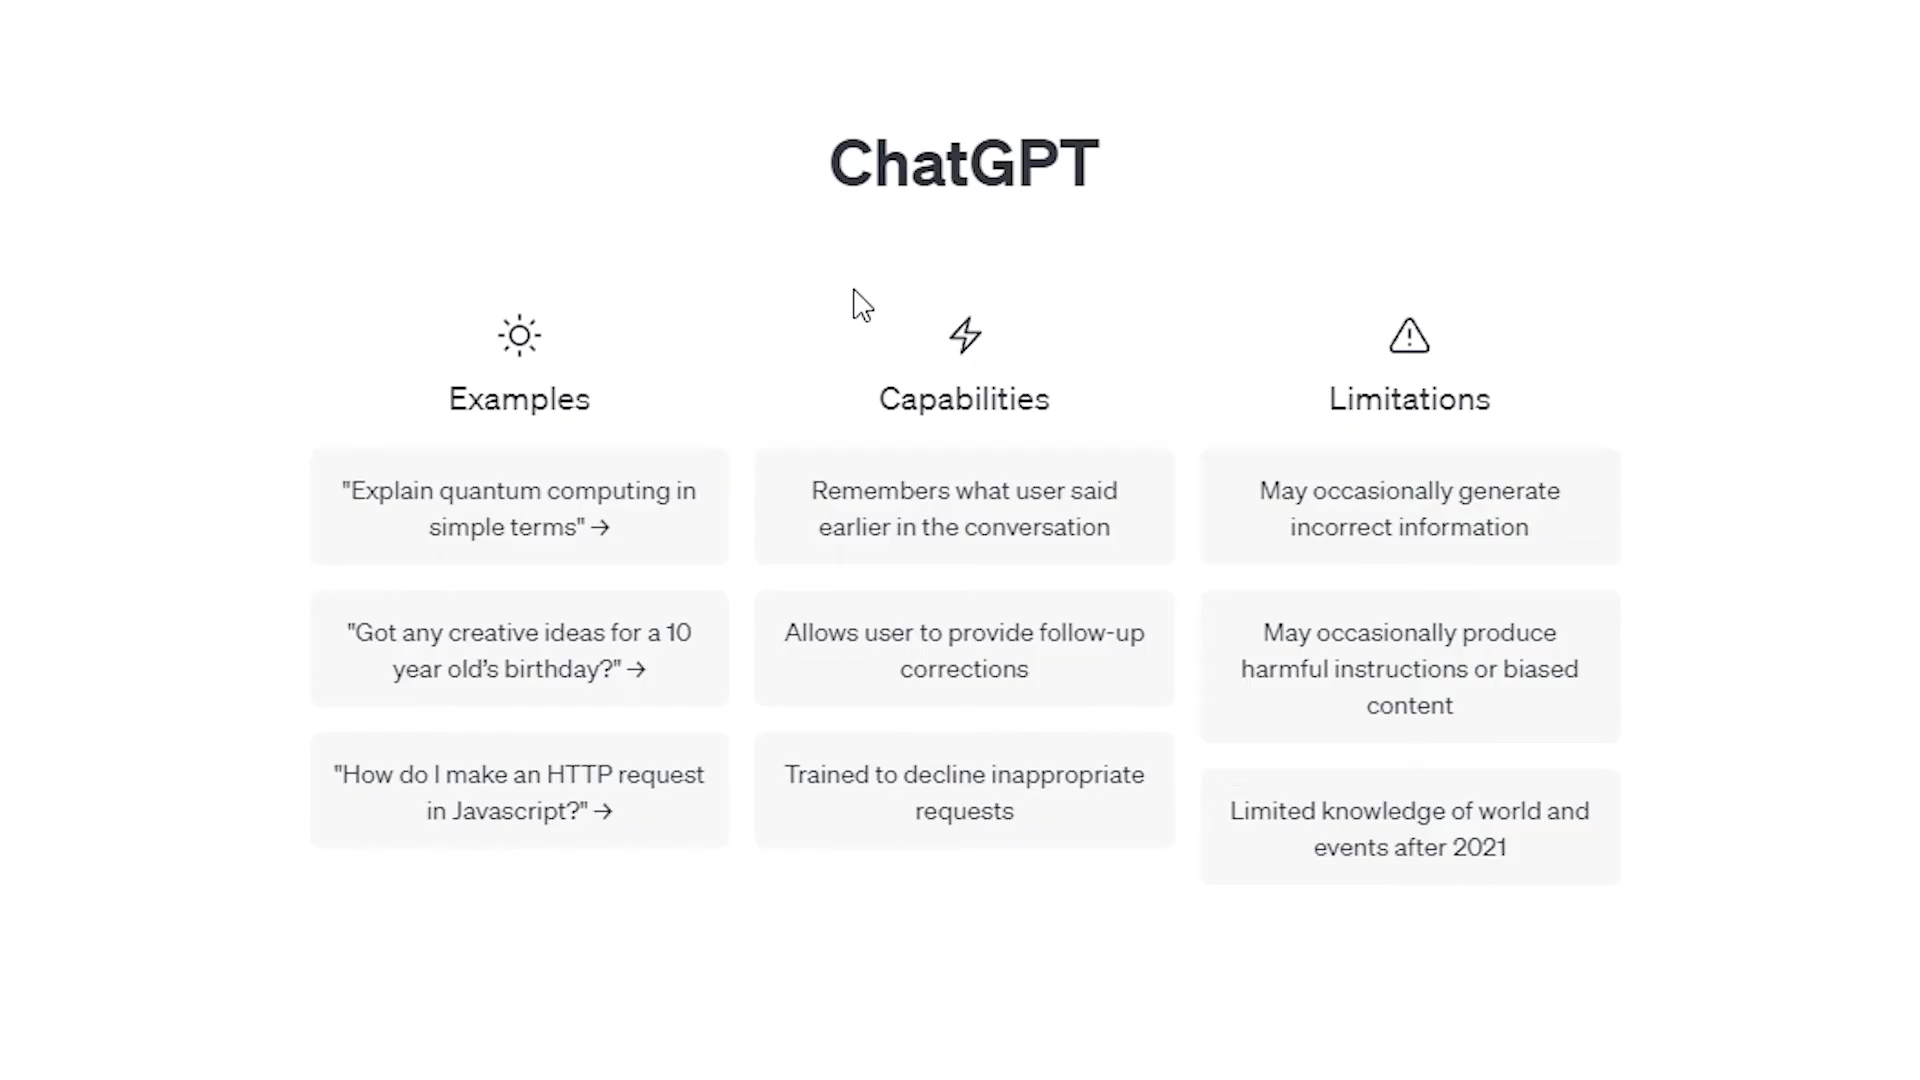 ChatGPT
Examples
"Explain quantum computing in
simple terms" →
"Got any creative ideas for a 10
year old’s birthday?" →
"How do I make an HTTP request
in Javascript?" →
Capabilities
Remembers what user said
earlier in the conversation
Allows user to provide follow-up
corrections
Trained to decline inappropriate
requests
Limitations
May occasionally generate
incorrect information
May occasionally produce
harmful instructions or biased
content
Limited knowledge of world and
events after 2021